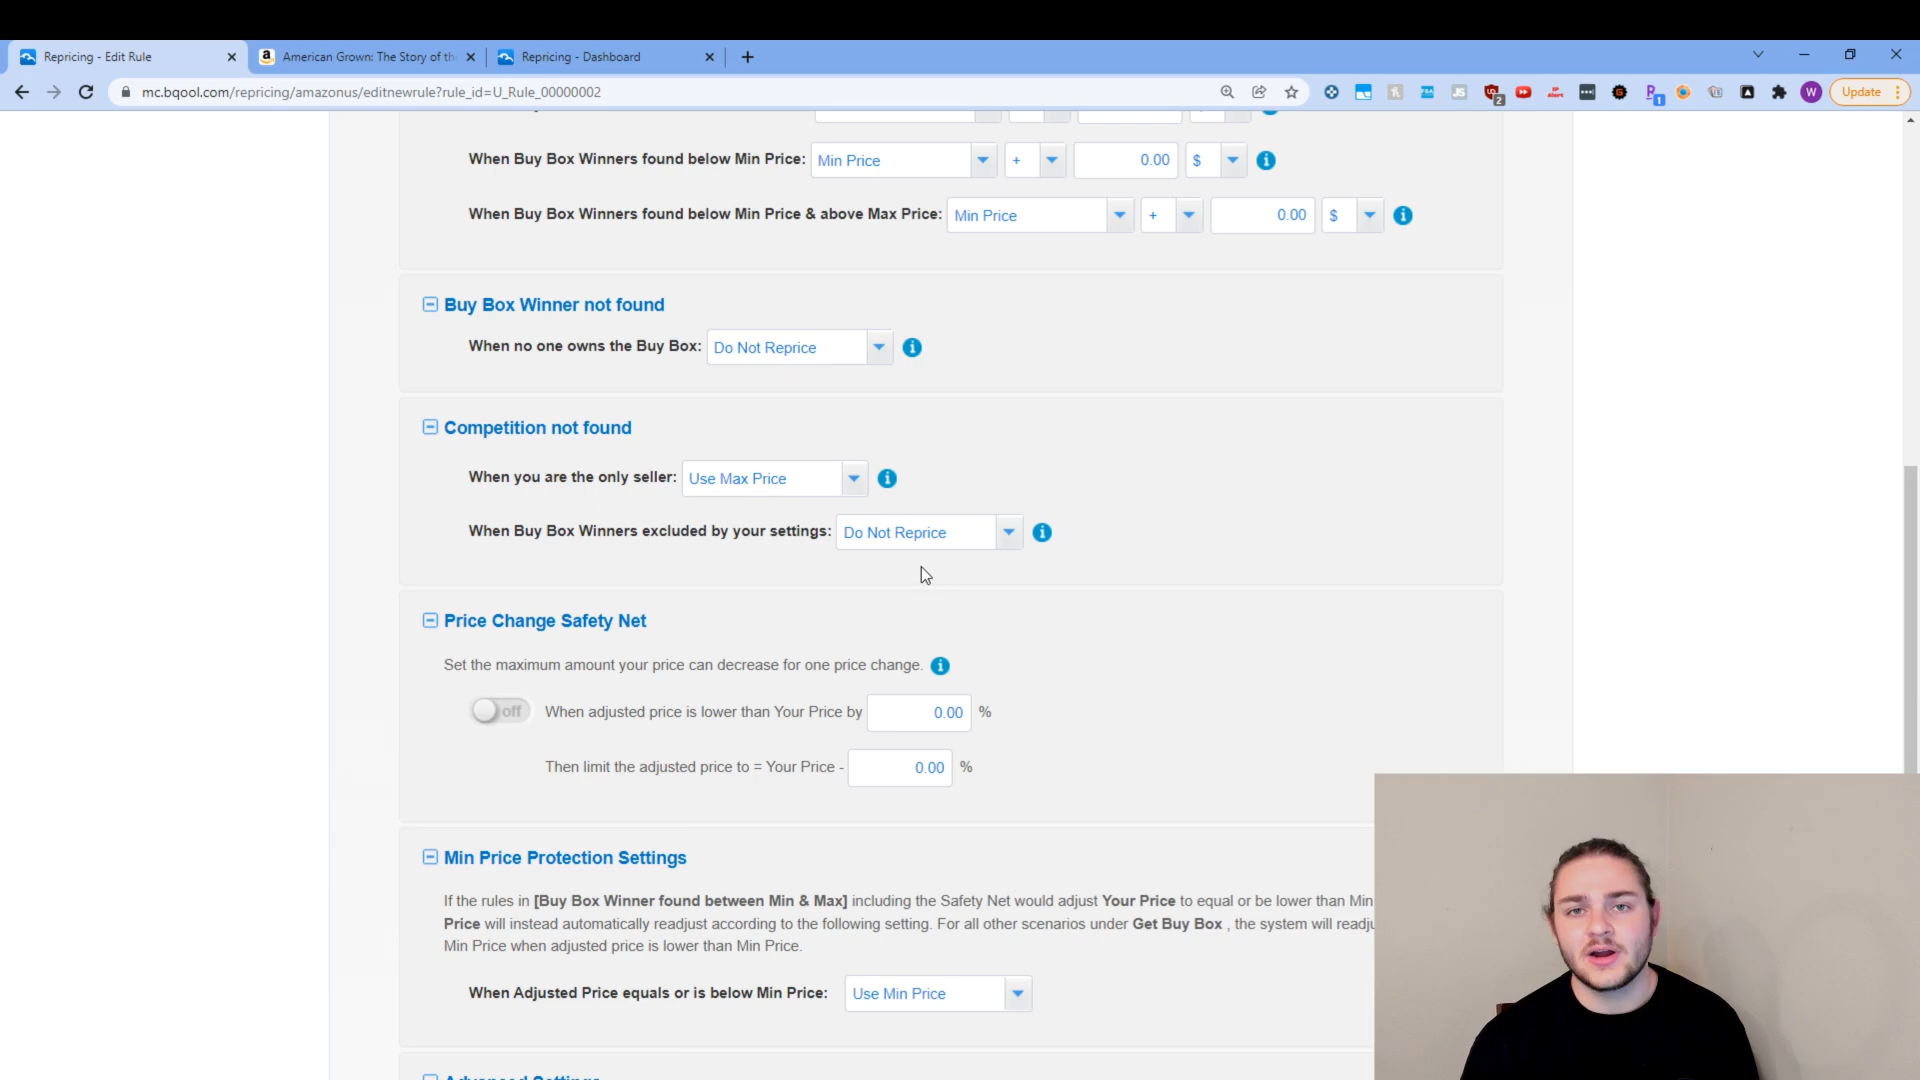 Repricing - Edit Rule
American Grown: The Story of th
Repricing - Dashboard
mc.bqool.com/repricing/amazonus/editnewrule?rule_id=U_Rule_00000002
2
1
W
Update
When Buy Box Winners found below Min Price: Min Price + 0.00 $
When Buy Box Winners found below Min Price & above Max Price: Min Price + 0.00 $
Buy Box Winner not found
When no one owns the Buy Box: Do Not Reprice
Competition not found
When you are the only seller: Use Max Price
When Buy Box Winners excluded by your settings: Do Not Reprice
Price Change Safety Net
Set the maximum amount your price can decrease for one price change.
off When adjusted price is lower than Your Price by 0.00 %
Then limit the adjusted price to = Your Price - 0.00 %
Min Price Protection Settings
If the rules in [Buy Box Winner found between Min & Max] including the Safety Net would adjust Your Price to equal or be lower than Min
Price will instead automatically readjust according to the following setting. For all other scenarios under Get Buy Box , the system will readju
Min Price when adjusted price is lower than Min Price.
When Adjusted Price equals or is below Min Price: Use Min Price
Advanced Settings